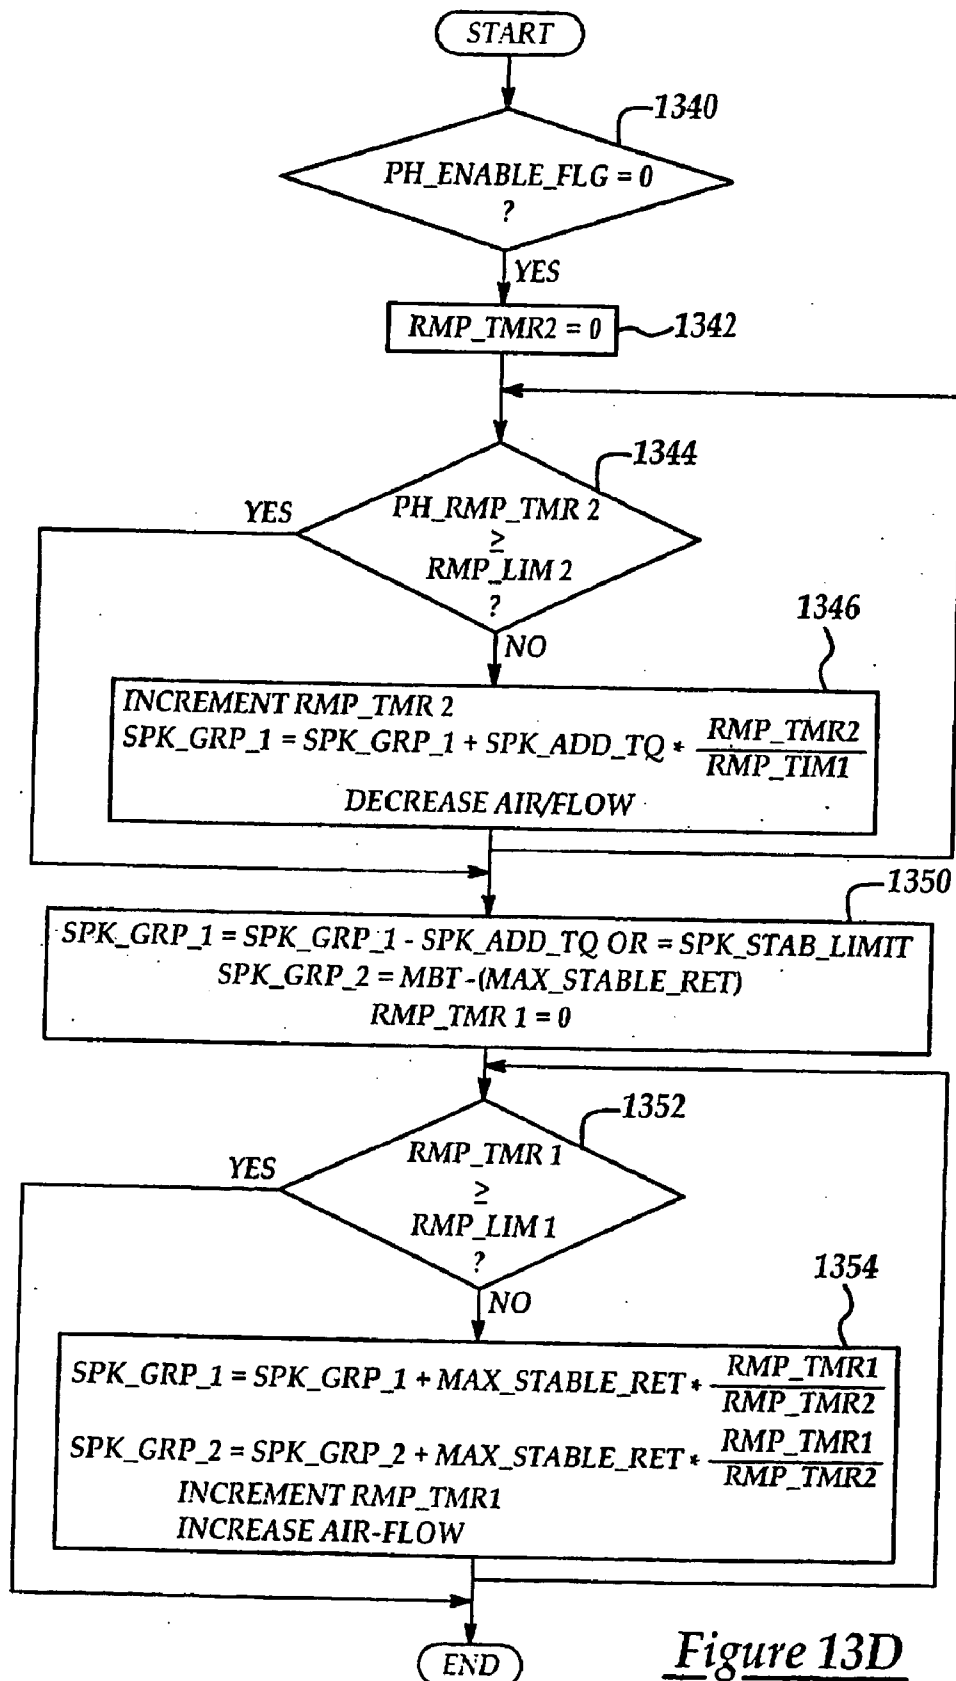 START
1340
PH_ENABLE_FLG = 0
?
YES
RMP_TMR2 = 0
1342
1344
YES
PH_RMP_TMR 2
≥
RMP_LIM 2
?
NO
1346
INCREMENT RMP_TMR 2
SPK_GRP_1 = SPK_GRP_1 + SPK_ADD_TQ * RMP_TMR2
RMP_TIM1
DECREASE AIR/FLOW
1350
SPK_GRP_1 = SPK_GRP_1 - SPK_ADD_TQ OR = SPK_STAB_LIMIT
SPK_GRP_2 = MBT -(MAX_STABLE_RET)
RMP_TMR 1 = 0
1352
YES
RMP_TMR 1
≥
RMP_LIM 1
?
NO
1354
SPK_GRP_1 = SPK_GRP_1 + MAX_STABLE_RET * RMP_TMR1
RMP_TMR2
SPK_GRP_2 = SPK_GRP_2 + MAX_STABLE_RET * RMP_TMR1
RMP_TMR2
INCREMENT RMP_TMR1
INCREASE AIR-FLOW
END
Figure 13D